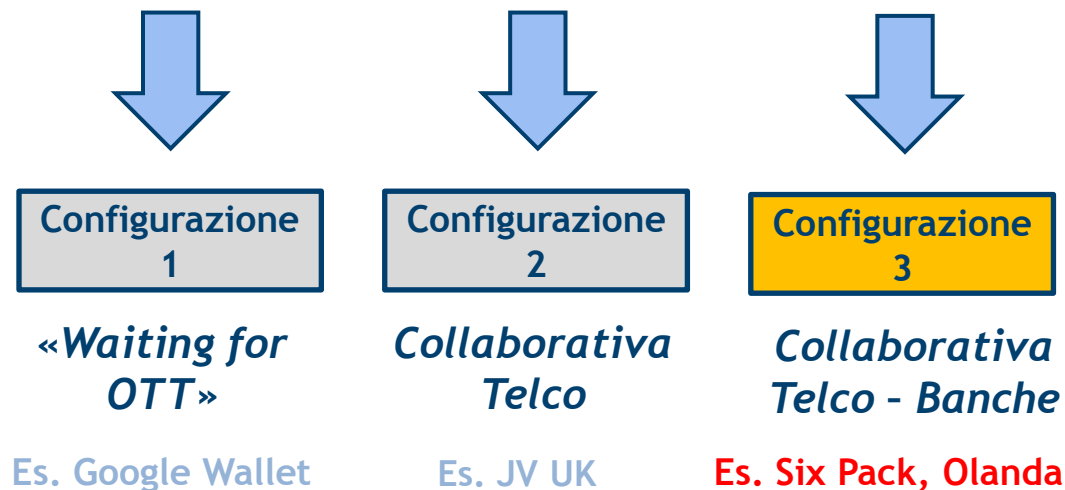 Configurazione
1
«Waiting for
OTT»
Es. Google Wallet
Configurazione
2
Collaborativa
Telco
Es. JV UK
Configurazione
3
Collaborativa
Telco – Banche
Es. Six Pack, Olanda